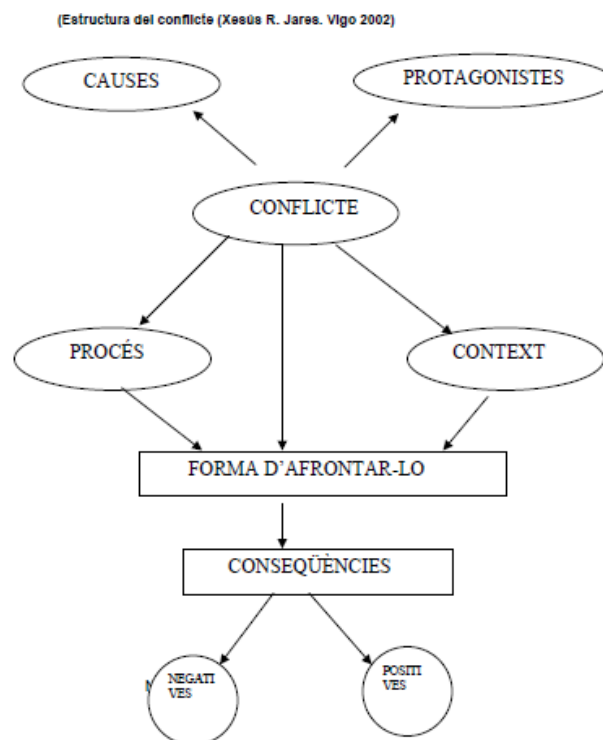 (Estructura del conflicte (Xesús R. Jares. Vigo 2002)
CAUSES
PROTAGONISTES
CONFLICTE
PROCÉS
CONTEXT
FORMA D'AFRONTAR-LO
CONSEQÜÈNCIES
NEGATI
VES
POSITI
VES